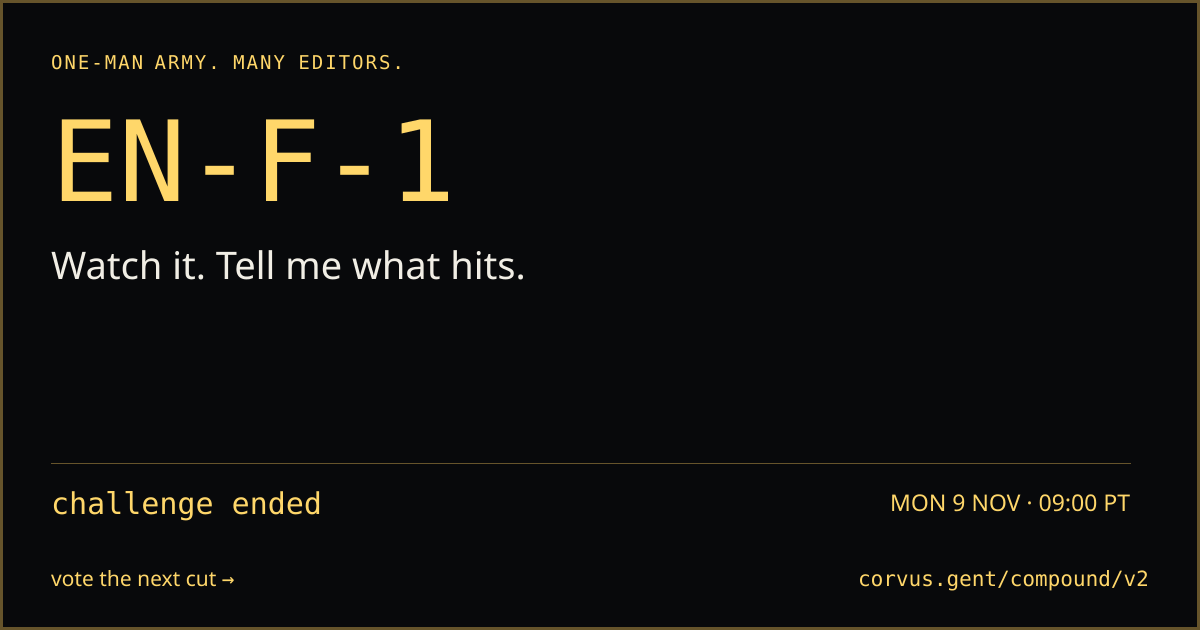 ONE-MAN ARMY. MANY EDITORS.
EN-F-1
Watch it. Tell me what hits.
challenge ended
MON 9 NOV · 09:00 PT
vote the next cut →
corvus.gent/compound/v2